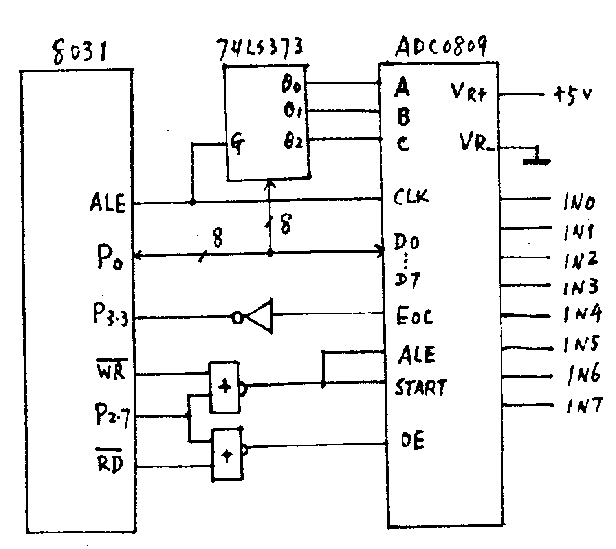 8031
74LS373
ADC0809
G
Q0
Q1
Q2
A
B
C
VR+
+5V
VR-
ALE
CLK
P0
8
8
D0
D7
P3.3
EOC
WR
P2.7
RD
+
+
ALE
START
OE
IN0
IN1
IN2
IN3
IN4
IN5
IN6
IN7